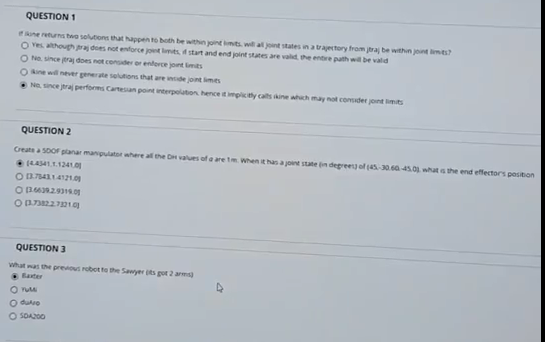 QUESTION 1
If ikine returns two solutions that happen to both be within joint limits, will all joint states in a trajectory from jtraj be within joint limits?
Yes, although jtraj does not enforce joint limits, if start and end joint states are valid, the entire path will be valid
No, since jtraj does not consider or enforce joint limits
ikine will never generate solutions that are inside joint limits
No, since jtraj performs Cartesian point interpolation, hence it implicitly calls ikine which may not consider joint limits
QUESTION 2
Create a 5DOF planar manipulator where all the DH values of a are 1m. When it has a joint state (in degrees) of [45,-30,60,-45,0], what is the end effector's position
[4.4541,1.1241,0]
[3.7843,1.4121,0]
[3.6639,2.9319,0]
[3.7382,2.7321,0]
QUESTION 3
What was the previous robot to the Sawyer (its got 2 arms)
Baxter
YuMi
duAro
SDA20D